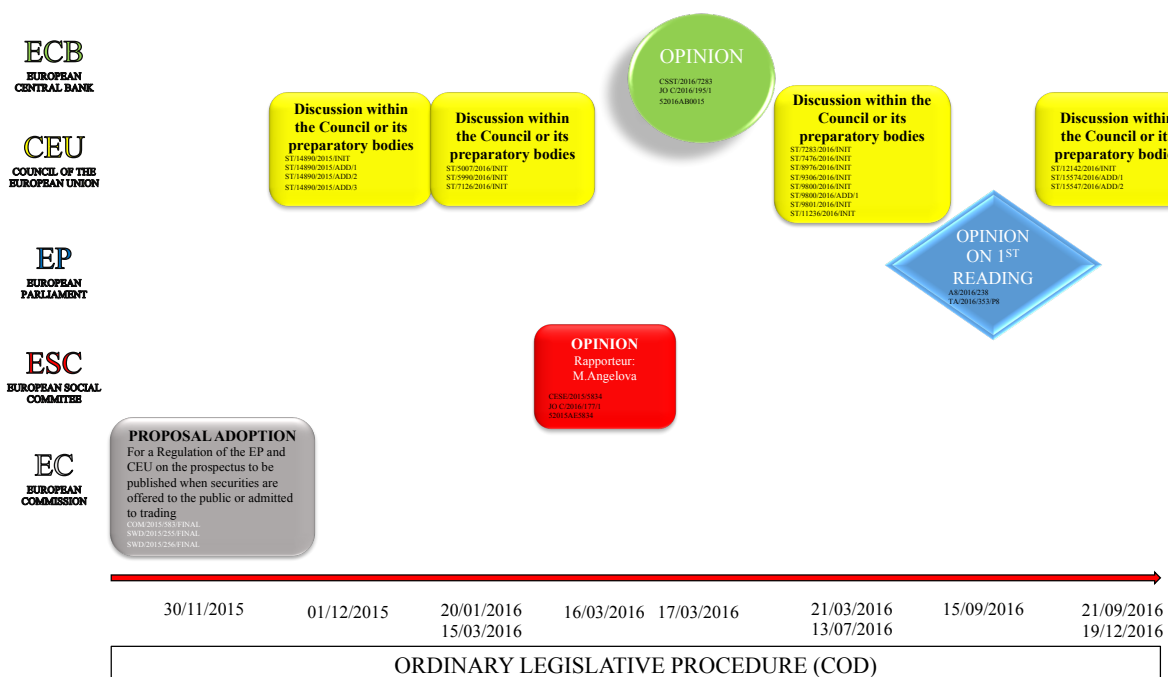 ECB
EUROPEAN
CENTRAL BANK
CEU
COUNCIL OF THE
EUROPEAN UNION
EP
EUROPEAN
PARLIAMENT
ESC
EUROPEAN SOCIAL
COMMITEE
EC
EUROPEAN
COMMISSION
OPINION
CSST/2016/7283
JO C/2016/195/1
52016AB0015
Discussion within
the Council or its
preparatory bodies
ST/14890/2015/INIT
ST/14890/2015/ADD/1
ST/14890/2015/ADD/2
ST/14890/2015/ADD/3
Discussion within
the Council or its
preparatory bodies
ST/5007/2016/INIT
ST/5990/2016/INIT
ST/7126/2016/INIT
Discussion within the
Council or its
preparatory bodies
ST/7283/2016/INIT
ST/7476/2016/INIT
ST/8976/2016/INIT
ST/9306/2016/INIT
ST/9800/2016/INIT
ST/9800/2016/ADD/1
ST/9801/2016/INIT
ST/11236/2016/INIT
Discussion within
the Council or its
preparatory bodie
ST/12142/2016/INIT
ST/15574/2016/ADD/1
ST/15547/2016/ADD/2
OPINION
ON 1ST
READING
A8/2016/238
TA/2016/353/P8
OPINION
Rapporteur:
M.Angelova
CESE/2015/5834
JO C/2016/177/1
52015AE5834
PROPOSAL ADOPTION
For a Regulation of the EP and
CEU on the prospectus to be
published when securities are
offered to the public or admitted
to trading
COM/2015/583/FINAL
SWD/2015/255/FINAL
SWD/2015/256/FINAL
30/11/2015
01/12/2015
20/01/2016
15/03/2016
16/03/2016
17/03/2016
21/03/2016
13/07/2016
15/09/2016
21/09/2016
19/12/2016
ORDINARY LEGISLATIVE PROCEDURE (COD)